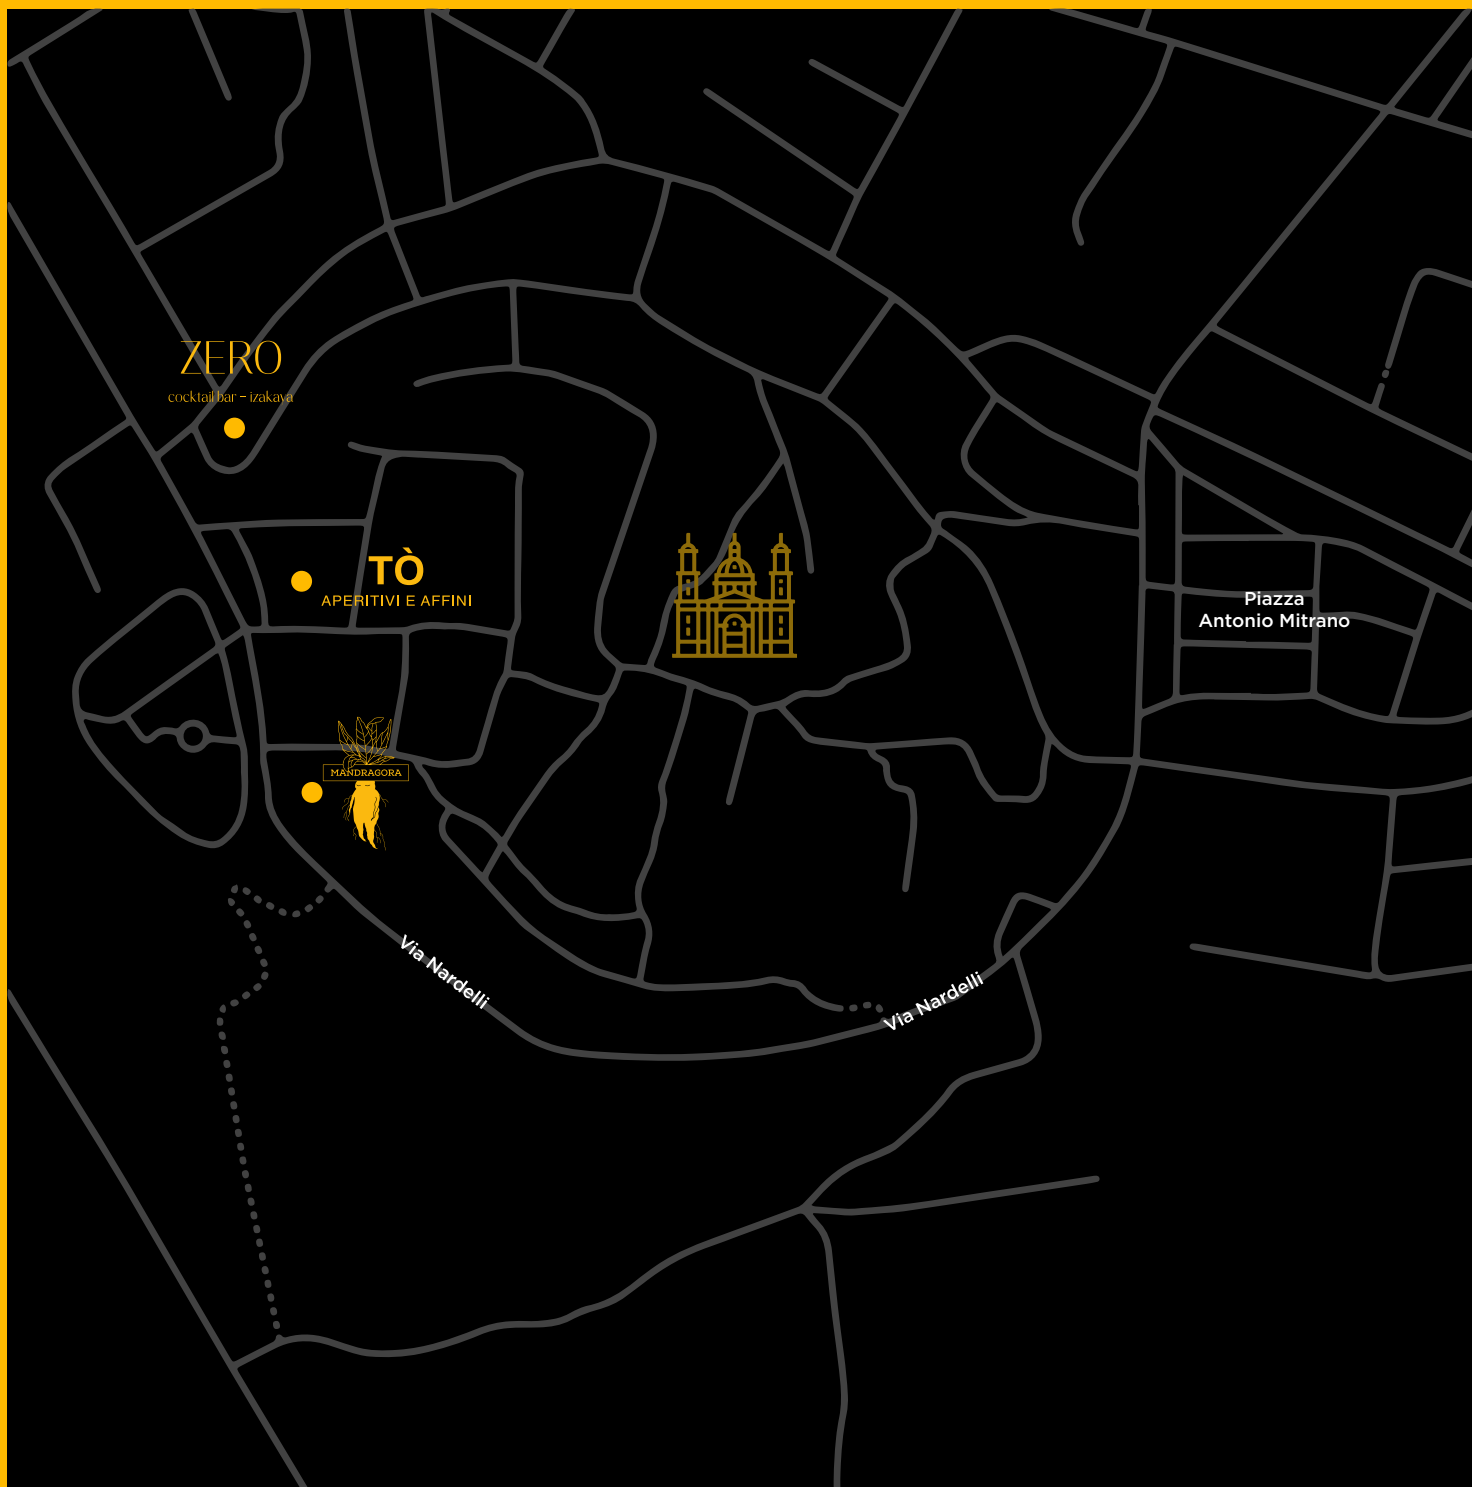 ZERO
cocktail bar – izakaya
TÒ
APERITIVI E AFFINI
Piazza
Antonio Mitrano
MANDRAGORA
Via Nardelli
Via Nardelli